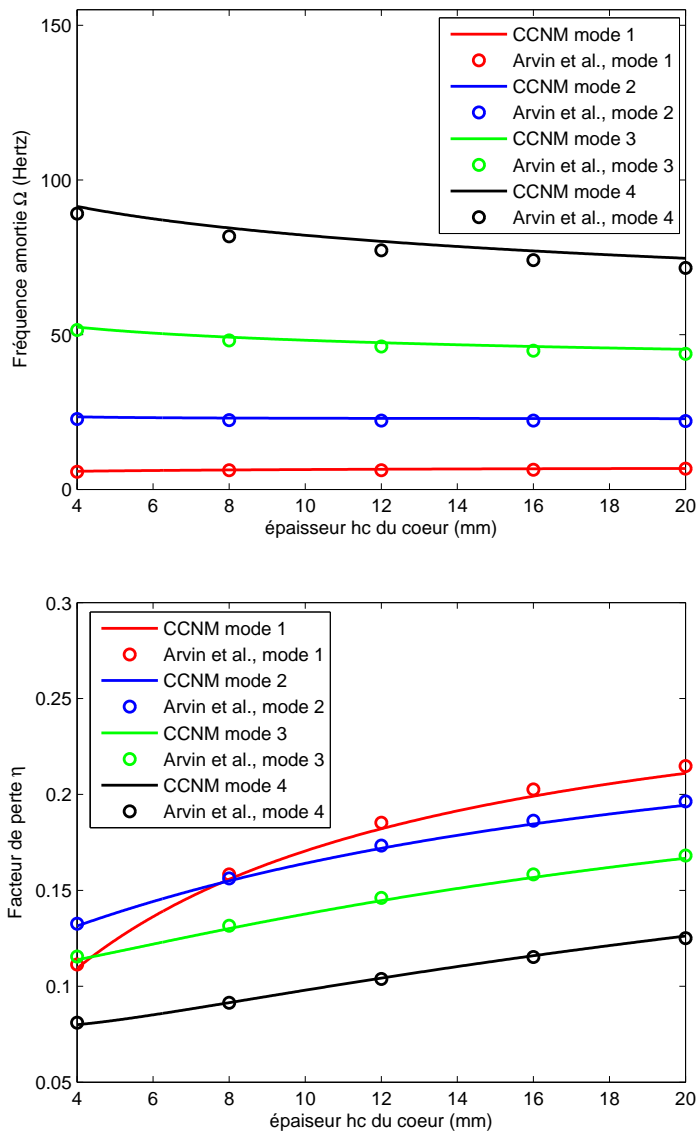 150
100
50
0
Fréquence amortie Ω (Hertz)
CCNM mode 1
Arvin et al., mode 1
CCNM mode 2
Arvin et al., mode 2
CCNM mode 3
Arvin et al., mode 3
CCNM mode 4
Arvin et al., mode 4
4 6 8 10 12 14 16 18 20
épaisseur hc du coeur (mm)
0.3
0.25
0.2
0.15
0.1
0.05
Facteur de perte η
CCNM mode 1
Arvin et al., mode 1
CCNM mode 2
Arvin et al., mode 2
CCNM mode 3
Arvin et al., mode 3
CCNM mode 4
Arvin et al., mode 4
4 6 8 10 12 14 16 18 20
épaiseur hc du coeur (mm)